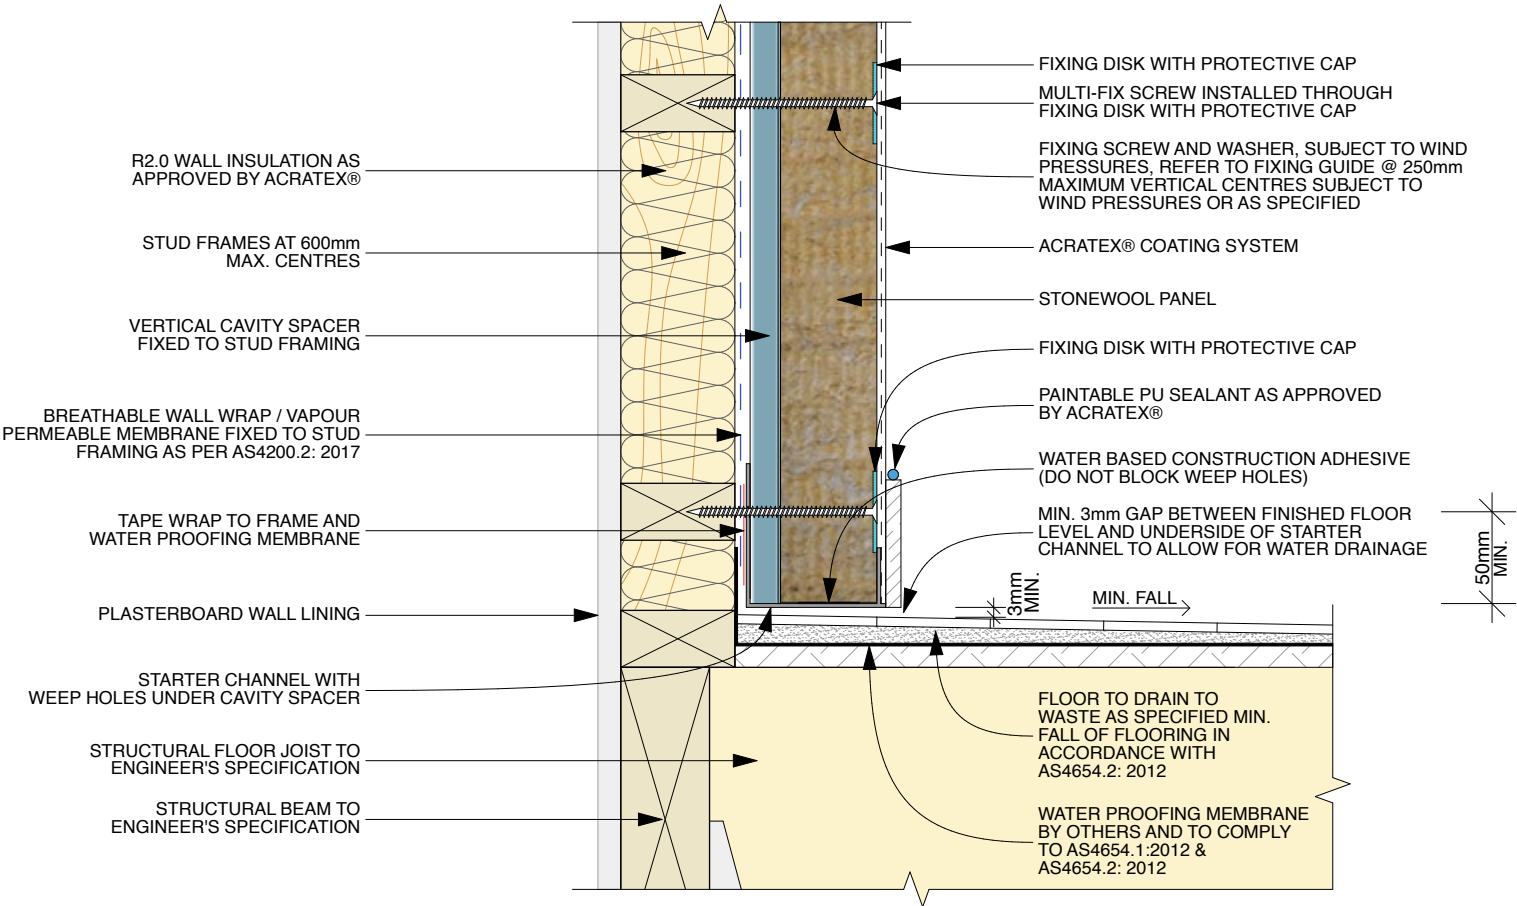 R2.0 WALL INSULATION AS
APPROVED BY ACRATEX®
STUD FRAMES AT 600mm
MAX. CENTRES
VERTICAL CAVITY SPACER
FIXED TO STUD FRAMING
BREATHABLE WALL WRAP / VAPOUR
PERMEABLE MEMBRANE FIXED TO STUD
FRAMING AS PER AS4200.2: 2017
TAPE WRAP TO FRAME AND
WATER PROOFING MEMBRANE
PLASTERBOARD WALL LINING
STARTER CHANNEL WITH
WEEP HOLES UNDER CAVITY SPACER
STRUCTURAL FLOOR JOIST TO
ENGINEER'S SPECIFICATION
STRUCTURAL BEAM TO
ENGINEER'S SPECIFICATION
FIXING DISK WITH PROTECTIVE CAP
MULTI-FIX SCREW INSTALLED THROUGH
FIXING DISK WITH PROTECTIVE CAP
FIXING SCREW AND WASHER, SUBJECT TO WIND
PRESSURES, REFER TO FIXING GUIDE @ 250mm
MAXIMUM VERTICAL CENTRES SUBJECT TO
WIND PRESSURES OR AS SPECIFIED
ACRATEX® COATING SYSTEM
STONEWOOL PANEL
FIXING DISK WITH PROTECTIVE CAP
PAINTABLE PU SEALANT AS APPROVED
BY ACRATEX®
WATER BASED CONSTRUCTION ADHESIVE
(DO NOT BLOCK WEEP HOLES)
MIN. 3mm GAP BETWEEN FINISHED FLOOR
LEVEL AND UNDERSIDE OF STARTER
CHANNEL TO ALLOW FOR WATER DRAINAGE
3mm
MIN.
MIN. FALL
50mm
MIN.
FLOOR TO DRAIN TO
WASTE AS SPECIFIED MIN.
FALL OF FLOORING IN
ACCORDANCE WITH
AS4654.2: 2012
WATER PROOFING MEMBRANE
BY OTHERS AND TO COMPLY
TO AS4654.1:2012 &
AS4654.2: 2012